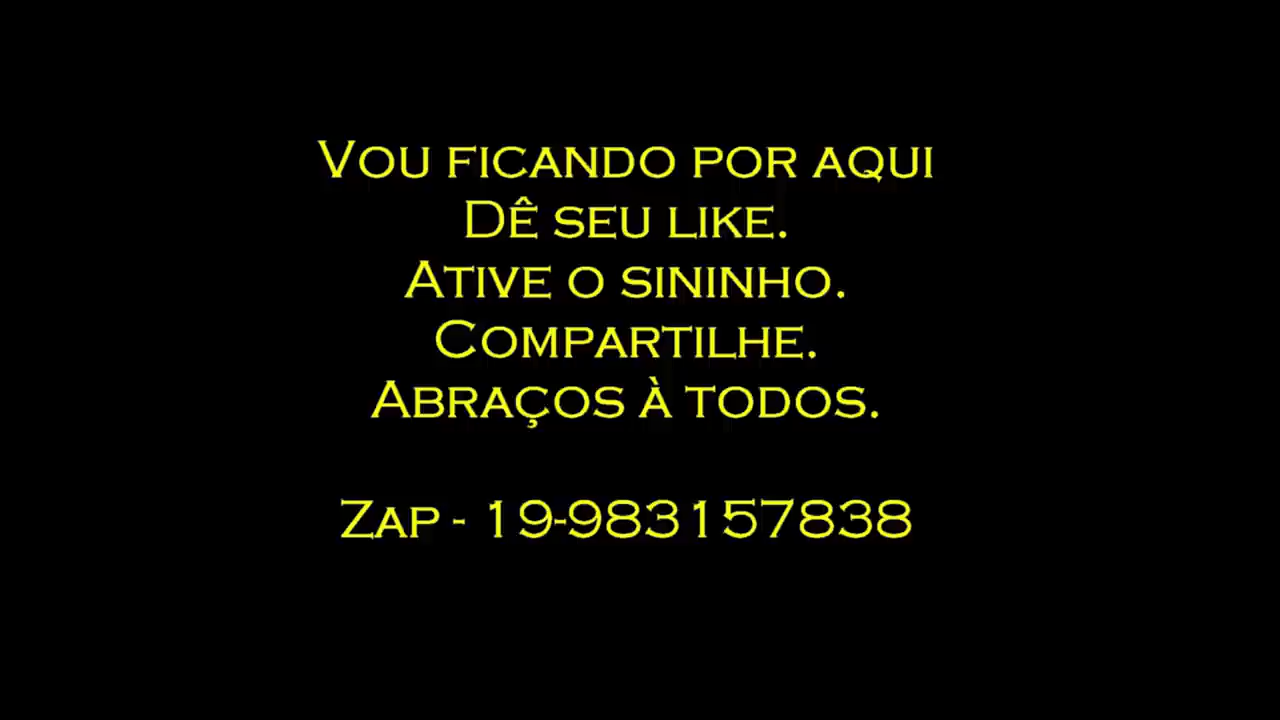 Vou ficando por aqui
Dê seu like.
Ative o sininho.
Compartilhe.
Abraços à todos.
Zap - 19-983157838